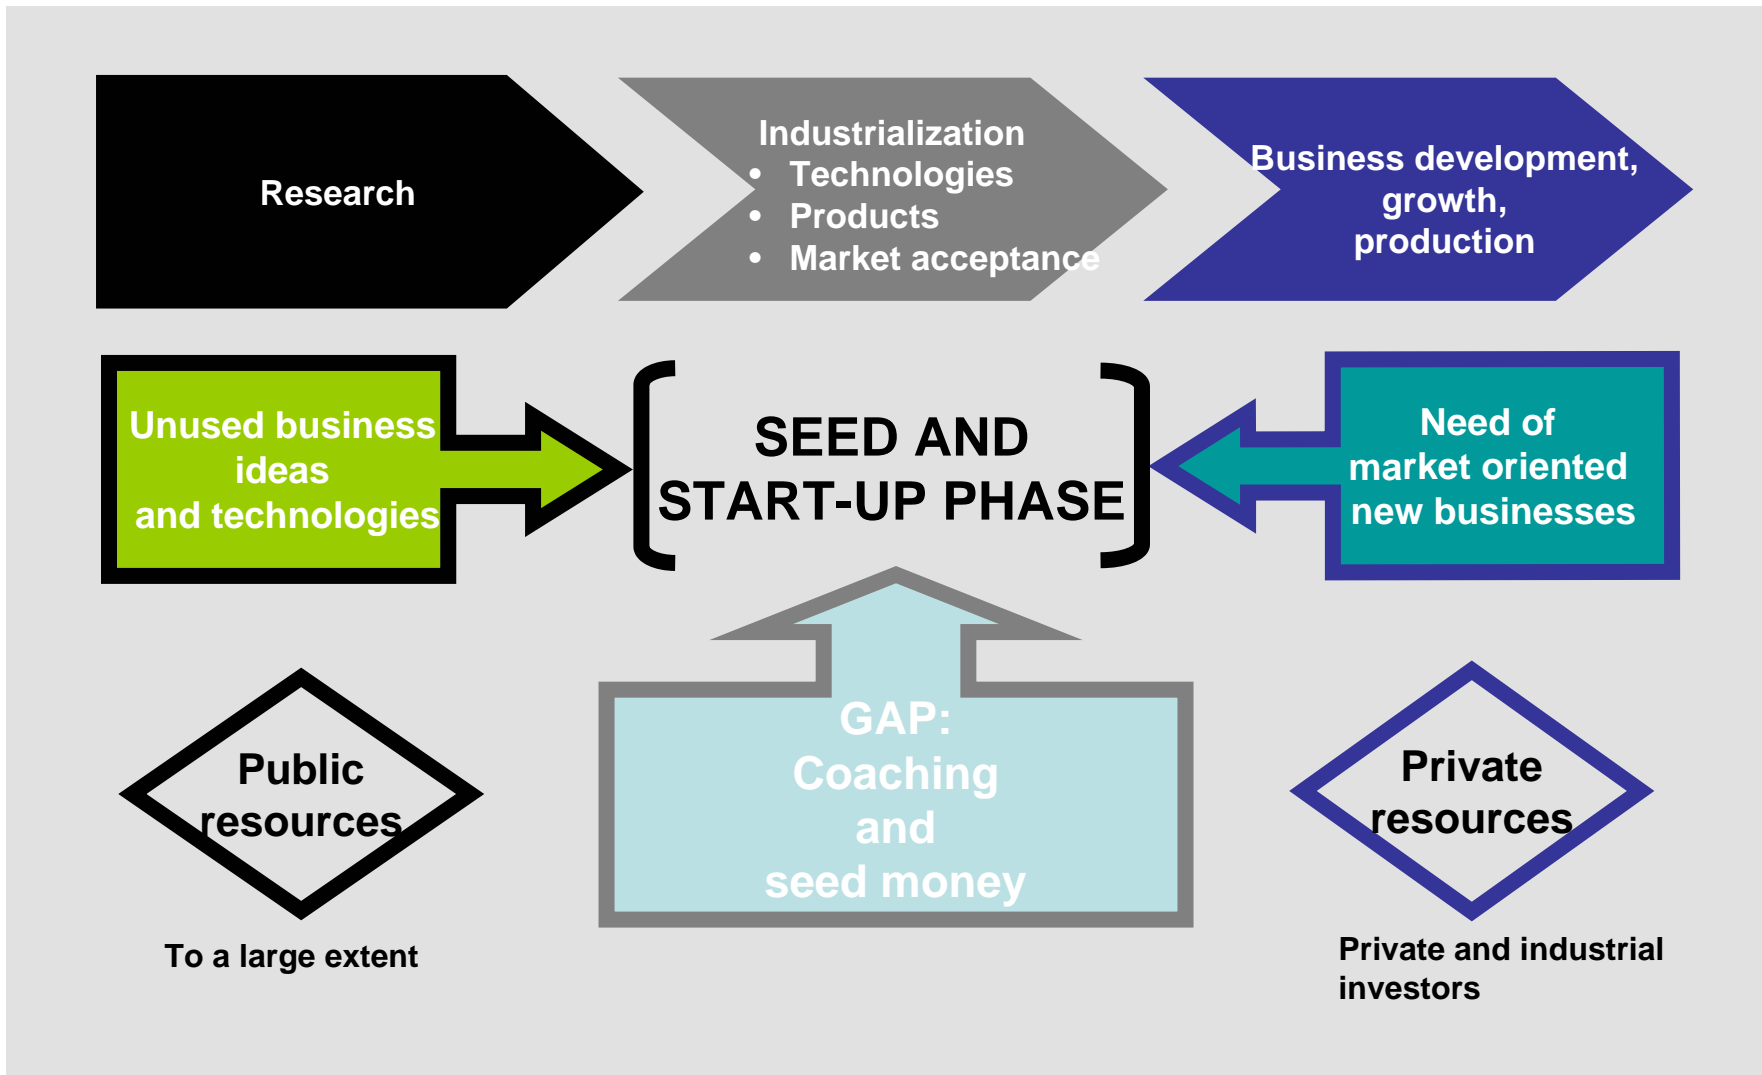 Research
Industrialization
• Technologies
• Products
• Market acceptance
Business development,
growth,
production
Unused business
ideas
and technologies
SEED AND
START-UP PHASE
Need of
market oriented
new businesses
Public
resources
GAP:
Coaching
and
seed money
Private
resources
To a large extent
Private and industrial
investors